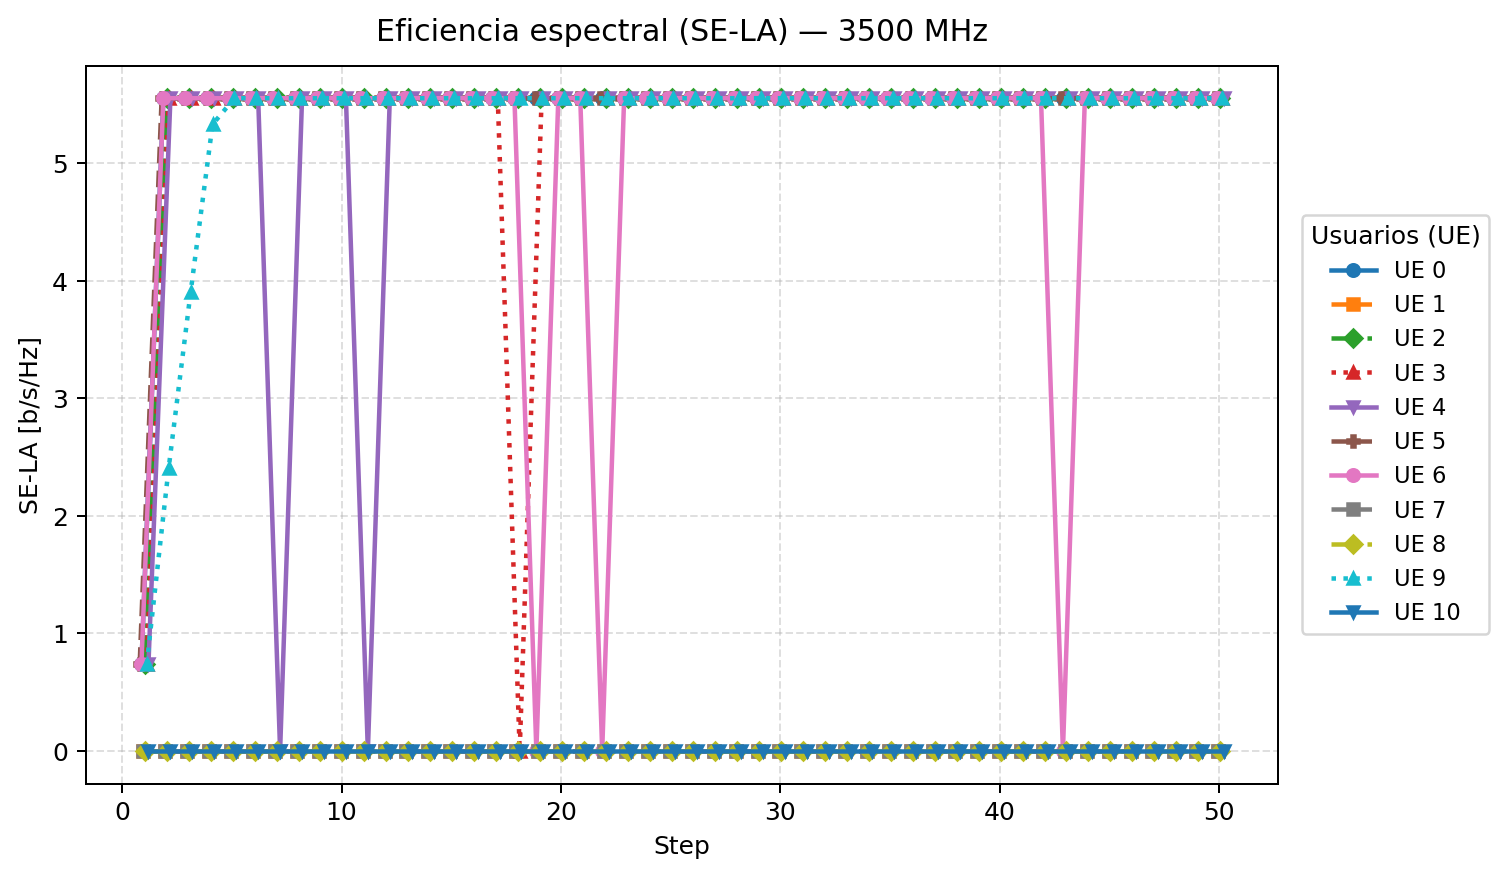 Eficiencia espectral (SE-LA) — 3500 MHz
SE-LA [b/s/Hz]
5
4
3
2
1
0
0
10
20
30
40
50
Step
Usuarios (UE)
UE 0
UE 1
UE 2
UE 3
UE 4
UE 5
UE 6
UE 7
UE 8
UE 9
UE 10